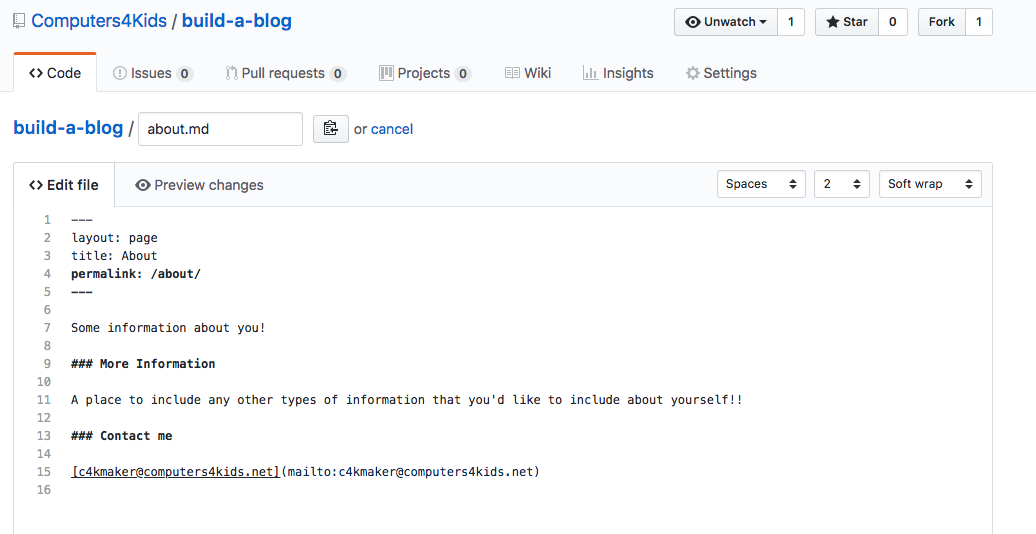 Computers4Kids / build-a-blog Unwatch 1 Star 0 Fork 1
Code Issues 0 Pull requests 0 Projects 0 Wiki Insights Settings
build-a-blog / about.md or cancel
Edit file Preview changes Spaces 2 Soft wrap
1 ---
2 layout: page
3 title: About
4 permalink: /about/
5 ---
6
7 Some information about you!
8
9 ### More Information
10
11 A place to include any other types of information that you'd like to include about yourself!!
12
13 ### Contact me
14
15 [c4kmaker@computers4kids.net](mailto:c4kmaker@computers4kids.net)
16